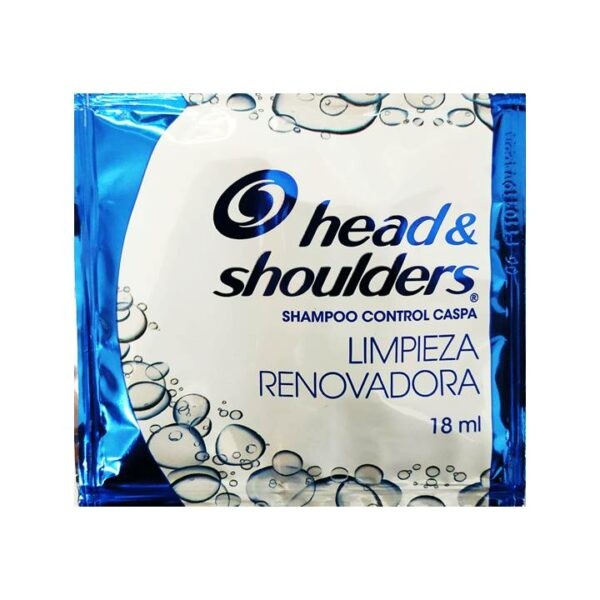 head &
shoulders®
SHAMPOO CONTROL CASPA
LIMPIEZA
RENOVADORA
18 ml